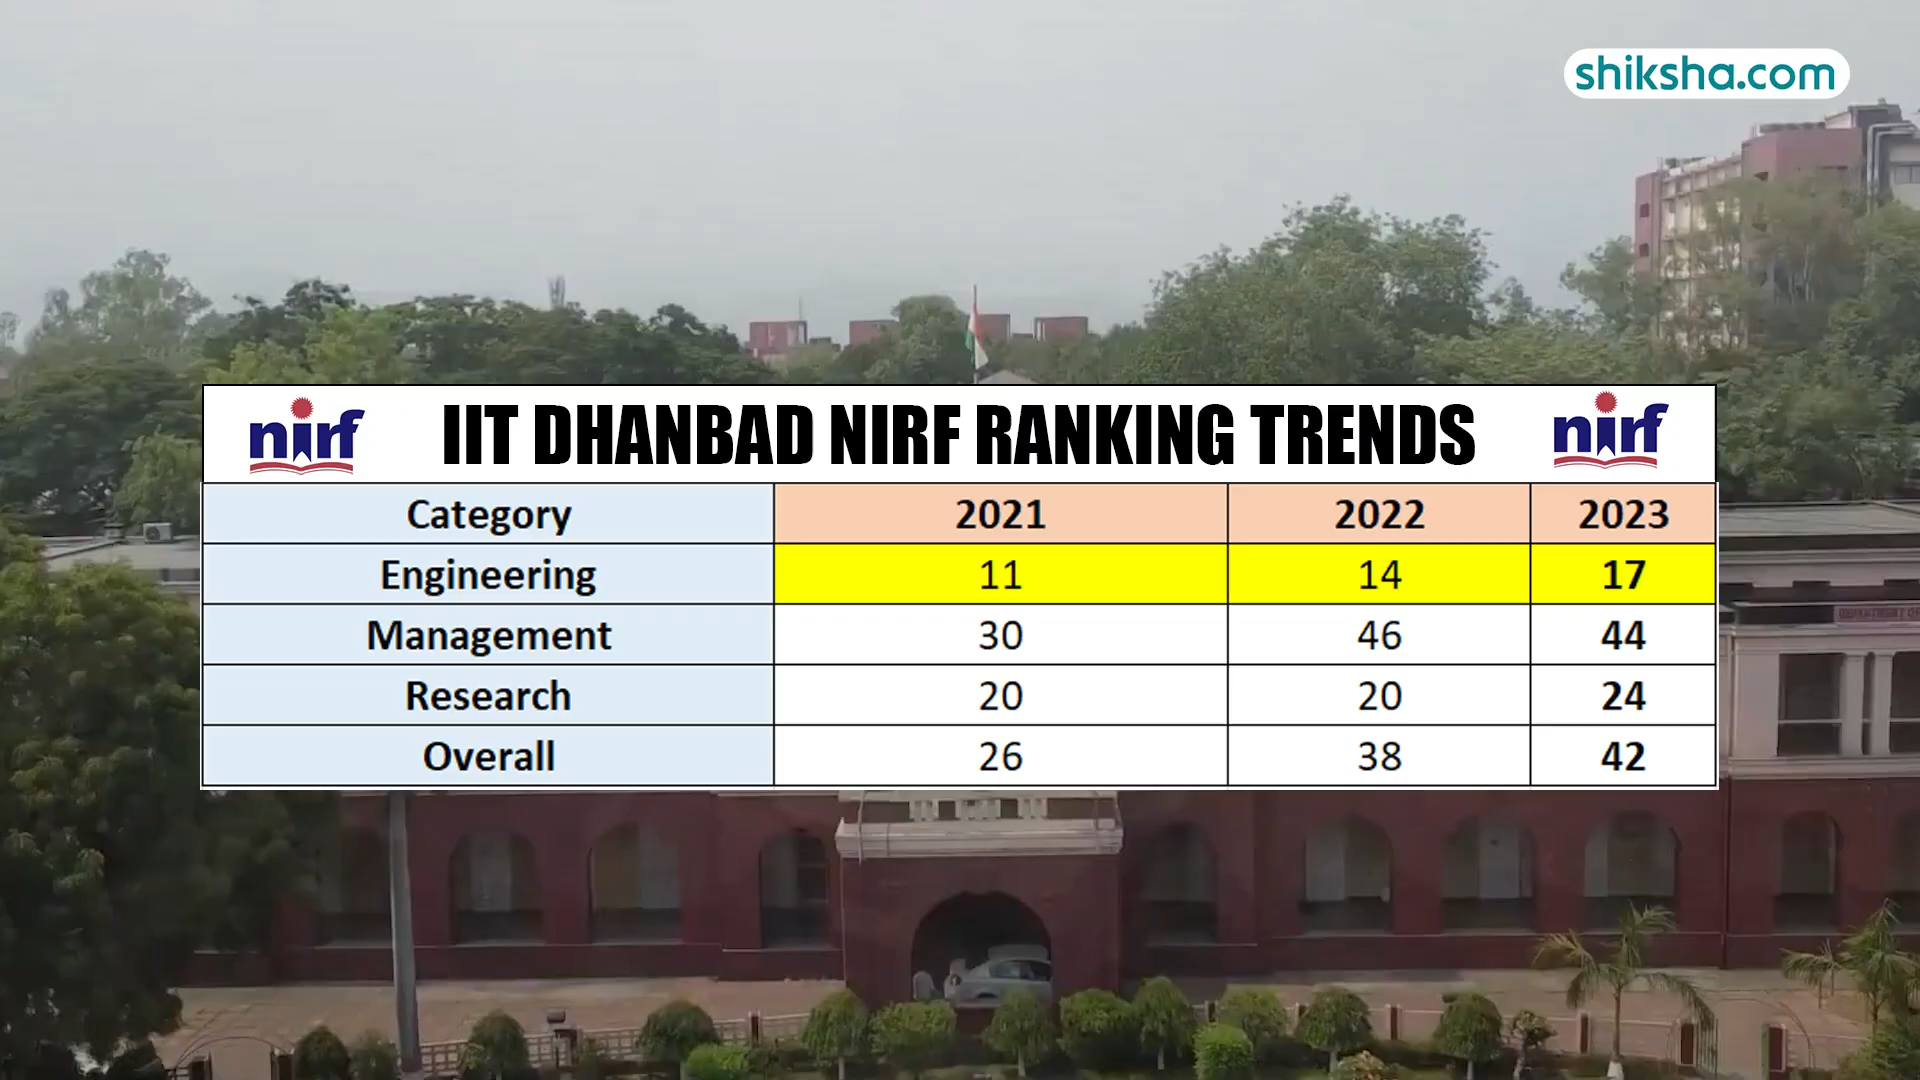 shiksha.com
nirf IIT DHANBAD NIRF RANKING TRENDS nirf
Category 2021 2022 2023
Engineering 11 14 17
Management 30 46 44
Research 20 20 24
Overall 26 38 42